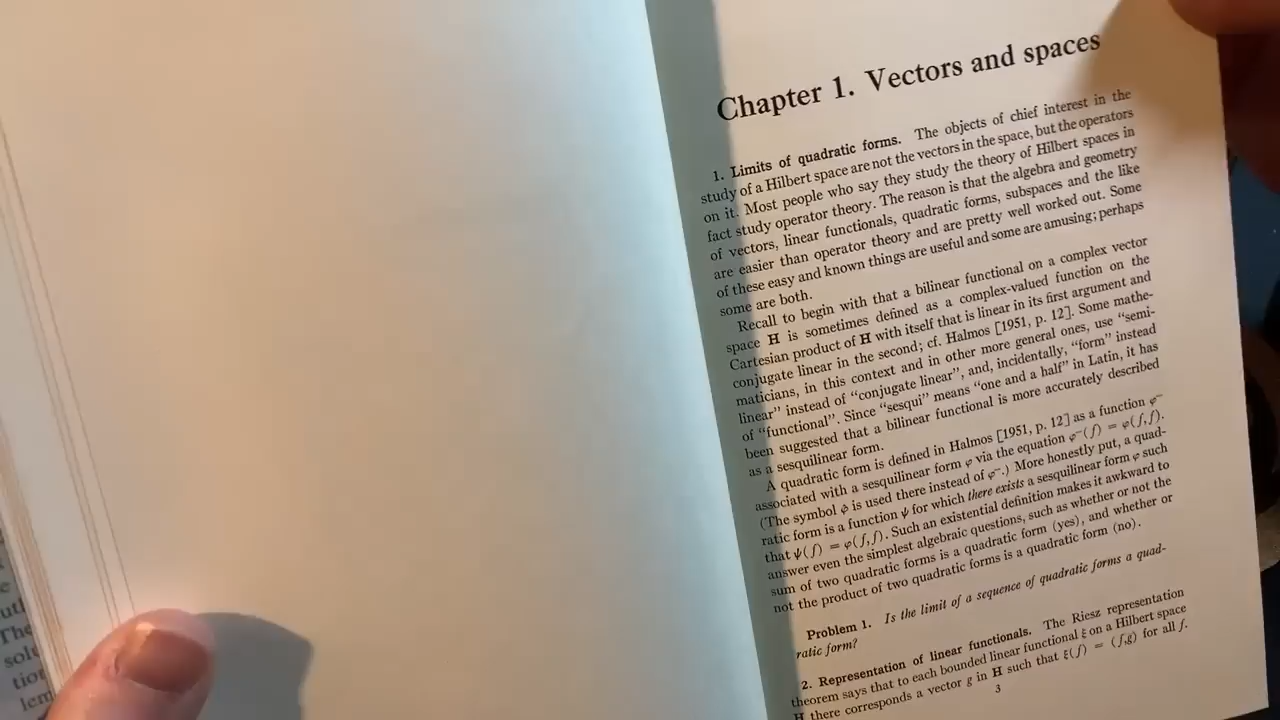 Chapter 1. Vectors and spaces
1. Limits of quadratic forms. The objects of chief interest in the
study of a Hilbert space are not the vectors in the space, but the operators
on it. Most people who say they study the theory of Hilbert spaces in
fact study operator theory. The reason is that the algebra and geometry
of vectors, linear functionals, quadratic forms, subspaces and the like
are easier than operator theory and are pretty well worked out. Some
of these easy and known things are useful and some are amusing; perhaps
some are both.
Recall to begin with that a bilinear functional on a complex vector
space H is sometimes defined as a complex-valued function on the
Cartesian product of H with itself that is linear in its first argument and
conjugate linear in the second; cf. Halmos [1951, p. 12]. Some mathe-
maticians, in this context and in other more general ones, use “semi-
linear” instead of “conjugate linear”, and, incidentally, “form” instead
of “functional”. Since “sesqui” means “one and a half” in Latin, it has
been suggested that a bilinear functional is more accurately described
as a sesquilinear form.
A quadratic form is defined in Halmos [1951, p. 12] as a function φ~
associated with a sesquilinear form φ via the equation φ~(f) = φ(f,f).
(The symbol φ̂ is used there instead of φ~.) More honestly put, a quad-
ratic form is a function ψ for which there exists a sesquilinear form φ such
that ψ(f) = φ(f,f). Such an existential definition makes it awkward to
answer even the simplest algebraic questions, such as whether or not the
sum of two quadratic forms is a quadratic form (yes), and whether or
not the product of two quadratic forms is a quadratic form (no).
Problem 1. Is the limit of a sequence of quadratic forms a quad-
ratic form?
2. Representation of linear functionals. The Riesz representation
theorem says that to each bounded linear functional ξ on a Hilbert space
H there corresponds a vector g in H such that ξ(f) = (f,g) for all f.
3
The
solu
tion
lem